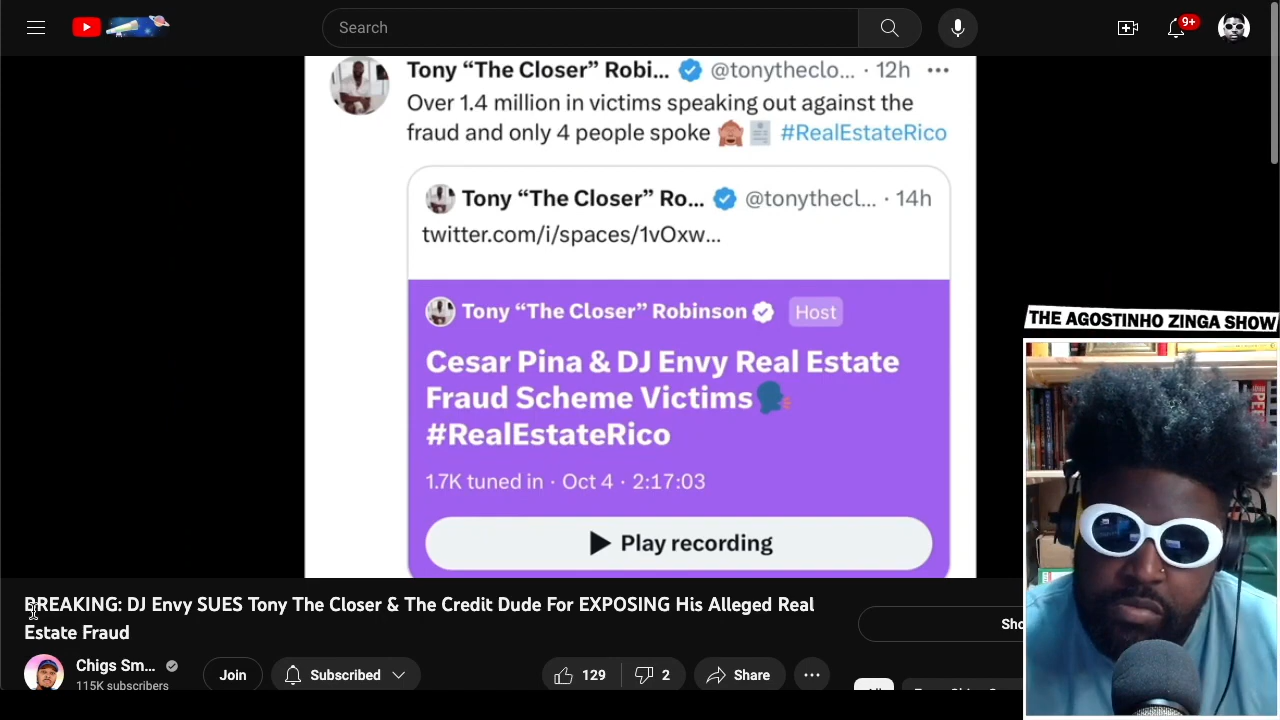 Search
9+
Tony “The Closer” Robi... @tonytheclo... · 12h
Over 1.4 million in victims speaking out against the
fraud and only 4 people spoke 🙈🧾 #RealEstateRico
Tony “The Closer” Ro... @tonythecl... · 14h
twitter.com/i/spaces/1vOxw...
Tony “The Closer” Robinson Host
Cesar Pina & DJ Envy Real Estate
Fraud Scheme Victims🗣
#RealEstateRico
1.7K tuned in · Oct 4 · 2:17:03
Play recording
THE AGOSTINHO ZINGA SHOW
BREAKING: DJ Envy SUES Tony The Closer & The Credit Dude For EXPOSING His Alleged Real
Estate Fraud
Sho
Chigs Sm...
115K subscribers
Join
Subscribed
129
2
Share